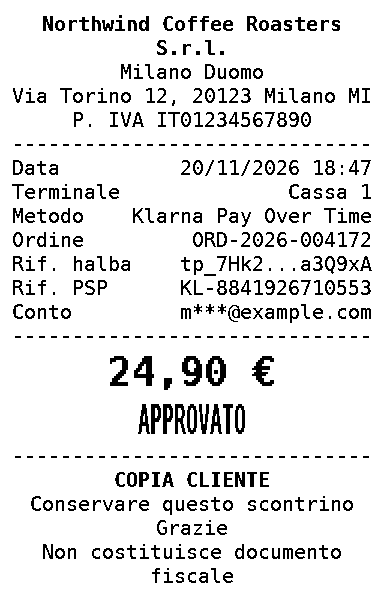 Northwind Coffee Roasters
S.r.l.
Milano Duomo
Via Torino 12, 20123 Milano MI
P. IVA IT01234567890
------------------------------
Data 20/11/2026 18:47
Terminale Cassa 1
Metodo Klarna Pay Over Time
Ordine ORD-2026-004172
Rif. halba tp_7Hk2...a3Q9xA
Rif. PSP KL-8841926710553
Conto m***@example.com
------------------------------
24,90 €
APPROVATO
------------------------------
COPIA CLIENTE
Conservare questo scontrino
Grazie
Non costituisce documento
fiscale